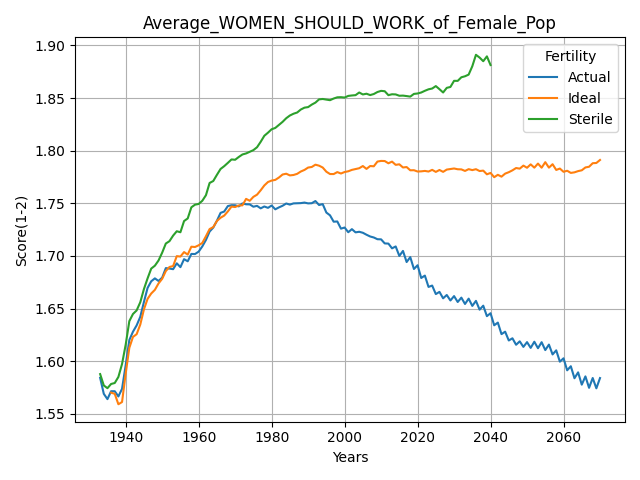 Average_WOMEN_SHOULD_WORK_of_Female_Pop
Fertility
Actual
Ideal
Sterile
Score(1-2)
1.90
1.85
1.80
1.75
1.70
1.65
1.60
1.55
1940 1960 1980 2000 2020 2040 2060
Years